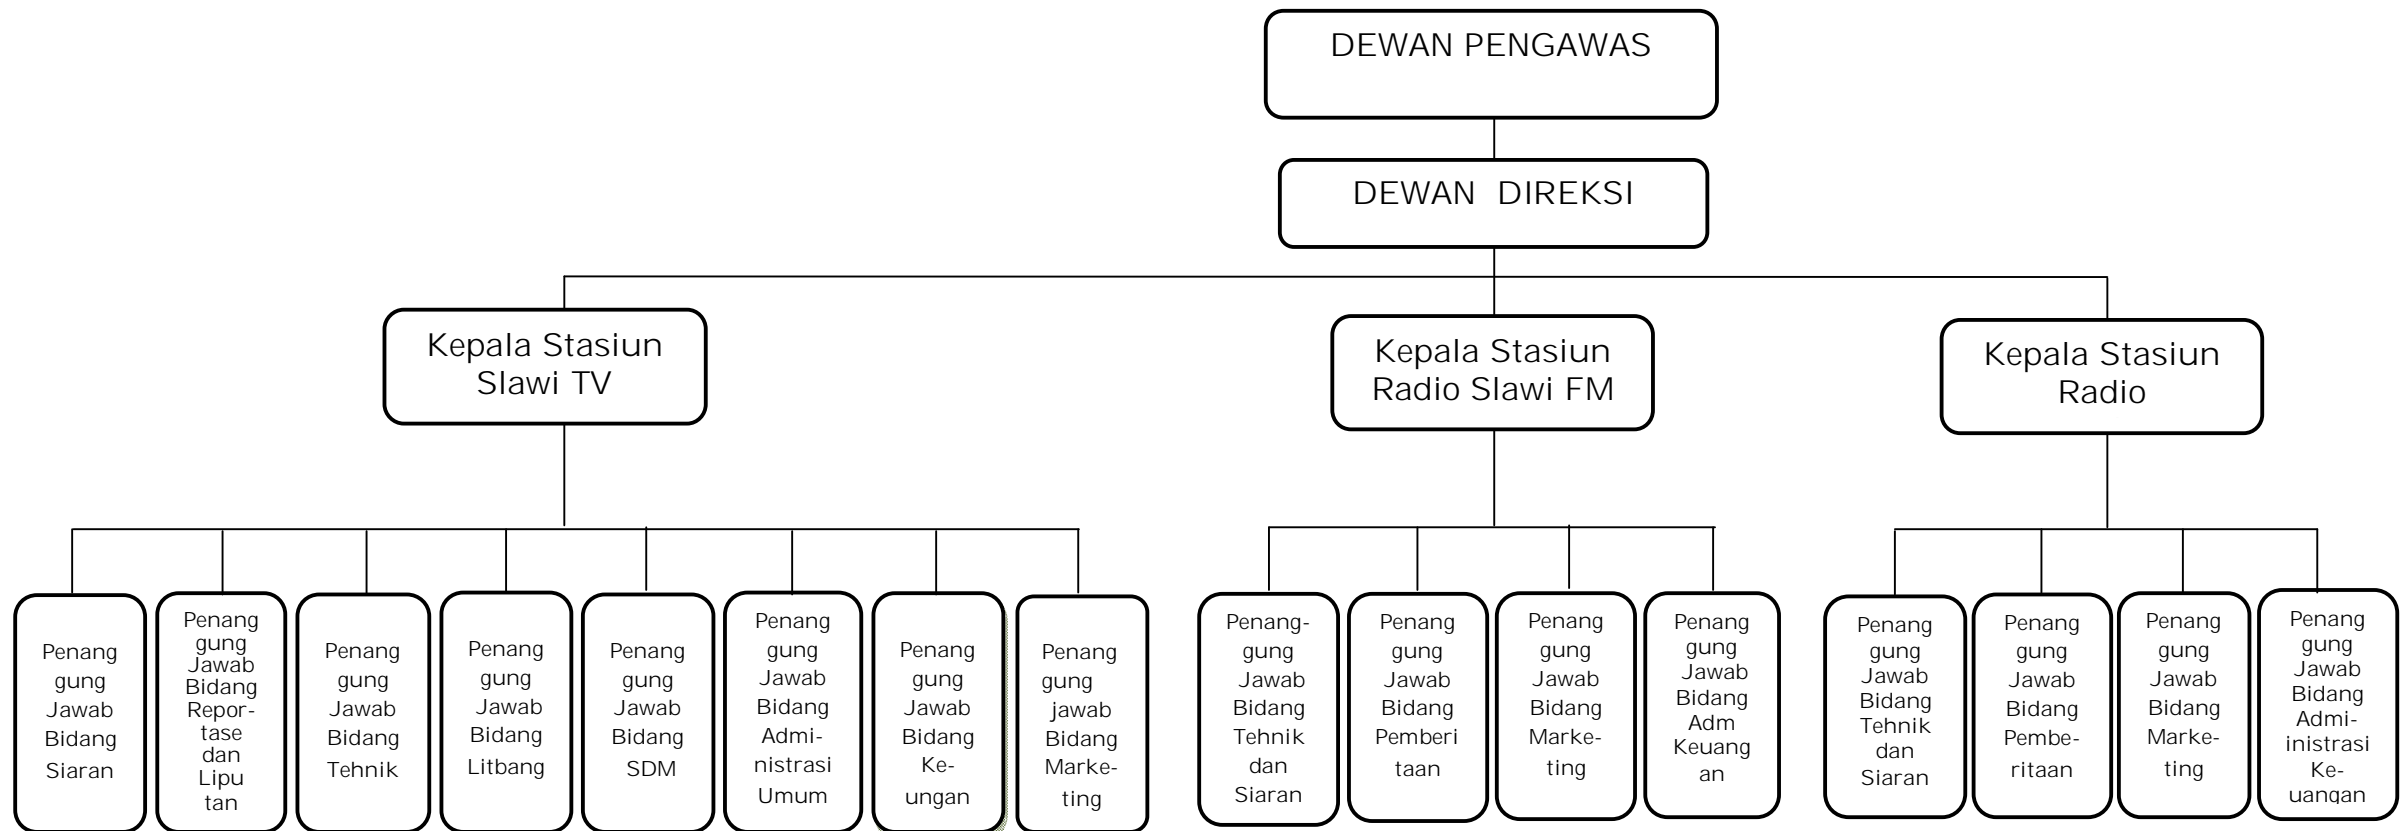 DEWAN PENGAWAS
DEWAN DIREKSI
Kepala Stasiun
Slawi TV
Kepala Stasiun
Radio Slawi FM
Kepala Stasiun
Radio
Penang
gung
Jawab
Bidang
Siaran
Penang
gung
Jawab
Bidang
Repor-
tase
dan
Lipu
tan
Penang
gung
Jawab
Bidang
Tehnik
Penang
gung
Jawab
Bidang
Litbang
Penang
gung
Jawab
Bidang
SDM
Penang
gung
Jawab
Bidang
Admi-
nistrasi
Umum
Penang
gung
Jawab
Bidang
Ke-
ungan
Penang
gung
jawab
Bidang
Marke-
ting
Penang-
gung
Jawab
Bidang
Tehnik
dan
Siaran
Penang
gung
Jawab
Bidang
Pemberi
taan
Penang
gung
Jawab
Bidang
Marke-
ting
Penang
gung
Jawab
Bidang
Adm
Keuang
an
Penang
gung
Jawab
Bidang
Tehnik
dan
Siaran
Penang
gung
Jawab
Bidang
Pembe-
ritaan
Penang
gung
Jawab
Bidang
Marke-
ting
Penang
gung
Jawab
Bidang
Admi-
inistrasi
Ke-
uangan